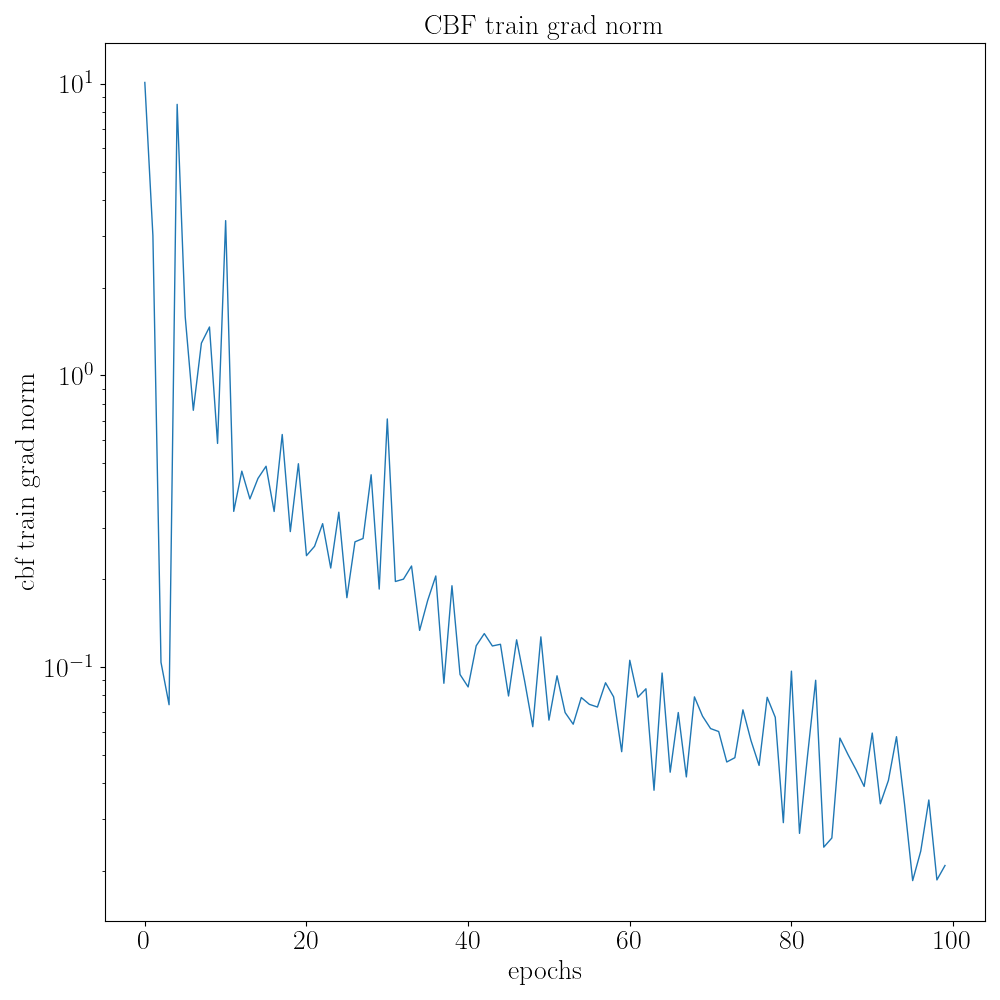 CBF train grad norm
cbf train grad norm
10^1
10^0
10^−1
0 20 40 60 80 100
epochs